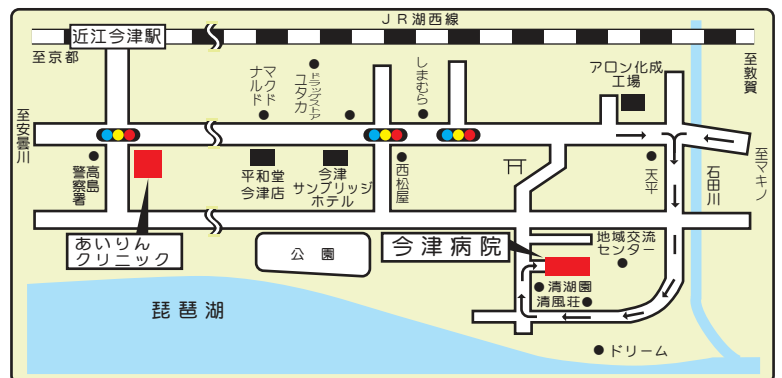 JR湖西線
近江今津駅
至京都
至敦賀
マクド
ナルド
ドラッグストア
ユタカ
しまむら
アロン化成
工場
至安曇川
高島
警察署
平和堂
今津店
今津
サンブリッジ
ホテル
西松屋
天平
石田川
至マキノ
あいりん
クリニック
公園
今津病院
地域交流
センター
清湖園
清風荘
琵琶湖
ドリーム